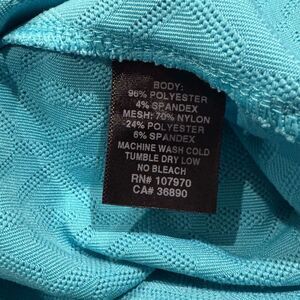 BODY:
96% POLYESTER
4% SPANDEX
MESH: 70% NYLON
24% POLYESTER
6% SPANDEX
MACHINE WASH COLD
TUMBLE DRY LOW
NO BLEACH
RN# 107970
CA# 36890